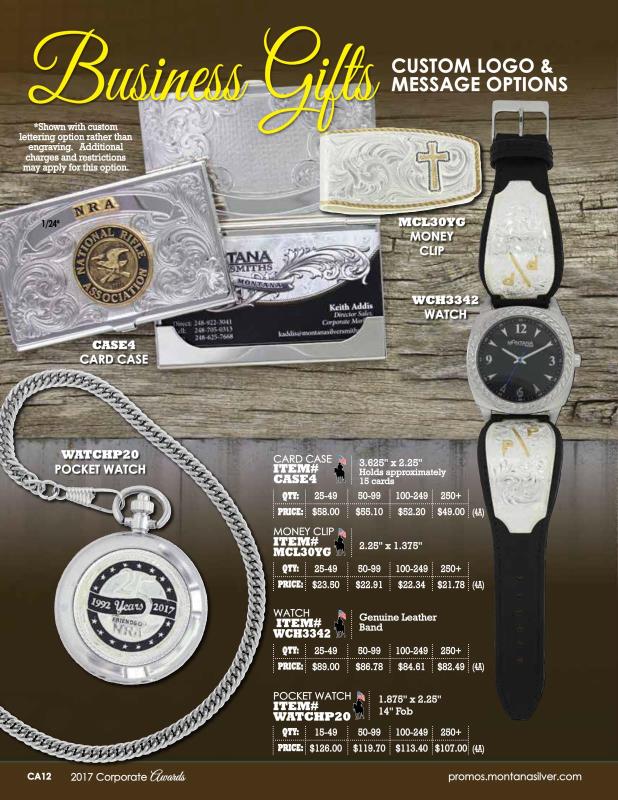 Business Gifts
CUSTOM LOGO &
MESSAGE OPTIONS
*Shown with custom
lettering option rather than
engraving. Additional
charges and restrictions
may apply for this option.
NRA
1/24"
NATIONAL RIFLE
ASSOCIATION
CASE4
CARD CASE
TANA
SMITHS
MONTANA
Keith Addis
Director Sales,
Corporate Mar
Direct: 248-922-3041
ell: 248-705-0313
248-625-7668
kaddis@montanasilversmith
MCL30YG
MONEY
CLIP
WCH3342
WATCH
12
3
6
9
MONTANA
P P
P P
WATCHP20
POCKET WATCH
25
1992 Years 2017
FRIENDS OF
NRA
CARD CASE
ITEM#
CASE4
3.625" x 2.25"
Holds approximately
15 cards
QTY: 25-49 50-99 100-249 250+
PRICE: $58.00 $55.10 $52.20 $49.00 (4A)
MONEY CLIP
ITEM#
MCL30YG
2.25" x 1.375"
QTY: 25-49 50-99 100-249 250+
PRICE: $23.50 $22.91 $22.34 $21.78 (4A)
WATCH
ITEM#
WCH3342
Genuine Leather
Band
QTY: 25-49 50-99 100-249 250+
PRICE: $89.00 $86.78 $84.61 $82.49 (4A)
POCKET WATCH
ITEM#
WATCHP20
1.875" x 2.25"
14" Fob
QTY: 15-49 50-99 100-249 250+
PRICE: $126.00 $119.70 $113.40 $107.00 (4A)
CA12 2017 Corporate Awards
promos.montanasilver.com